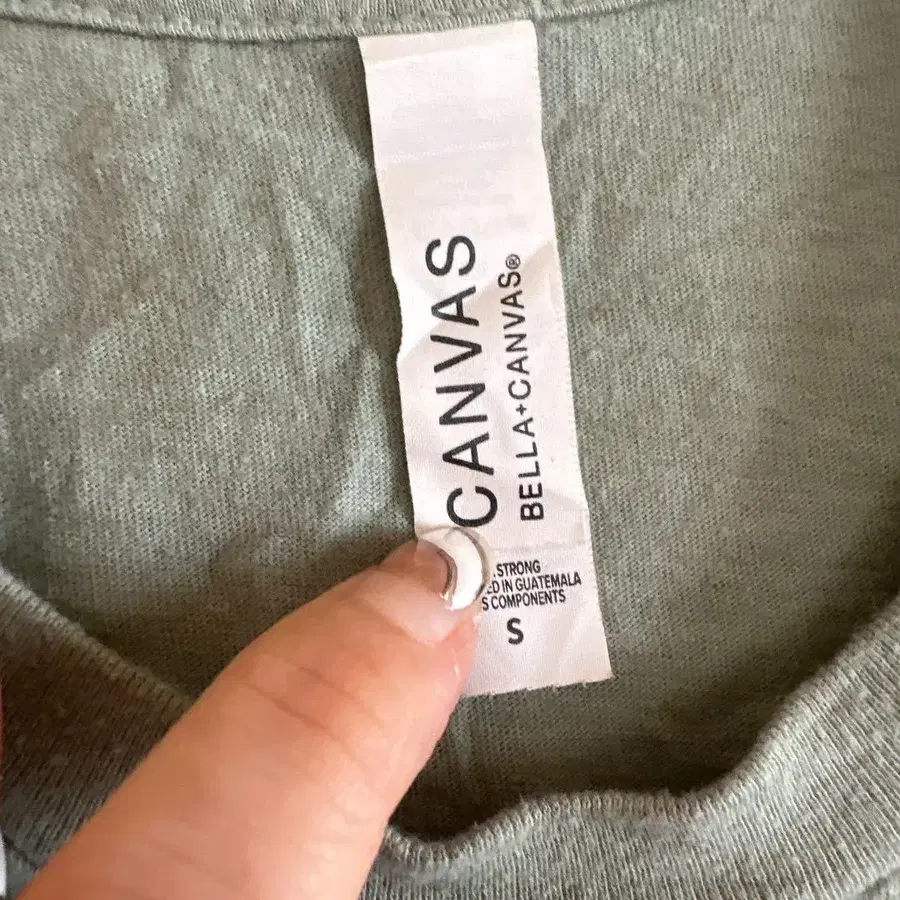 CANVAS
BELLA+CANVAS®
STRONG
IN GUATEMALA
COMPONENTS
S